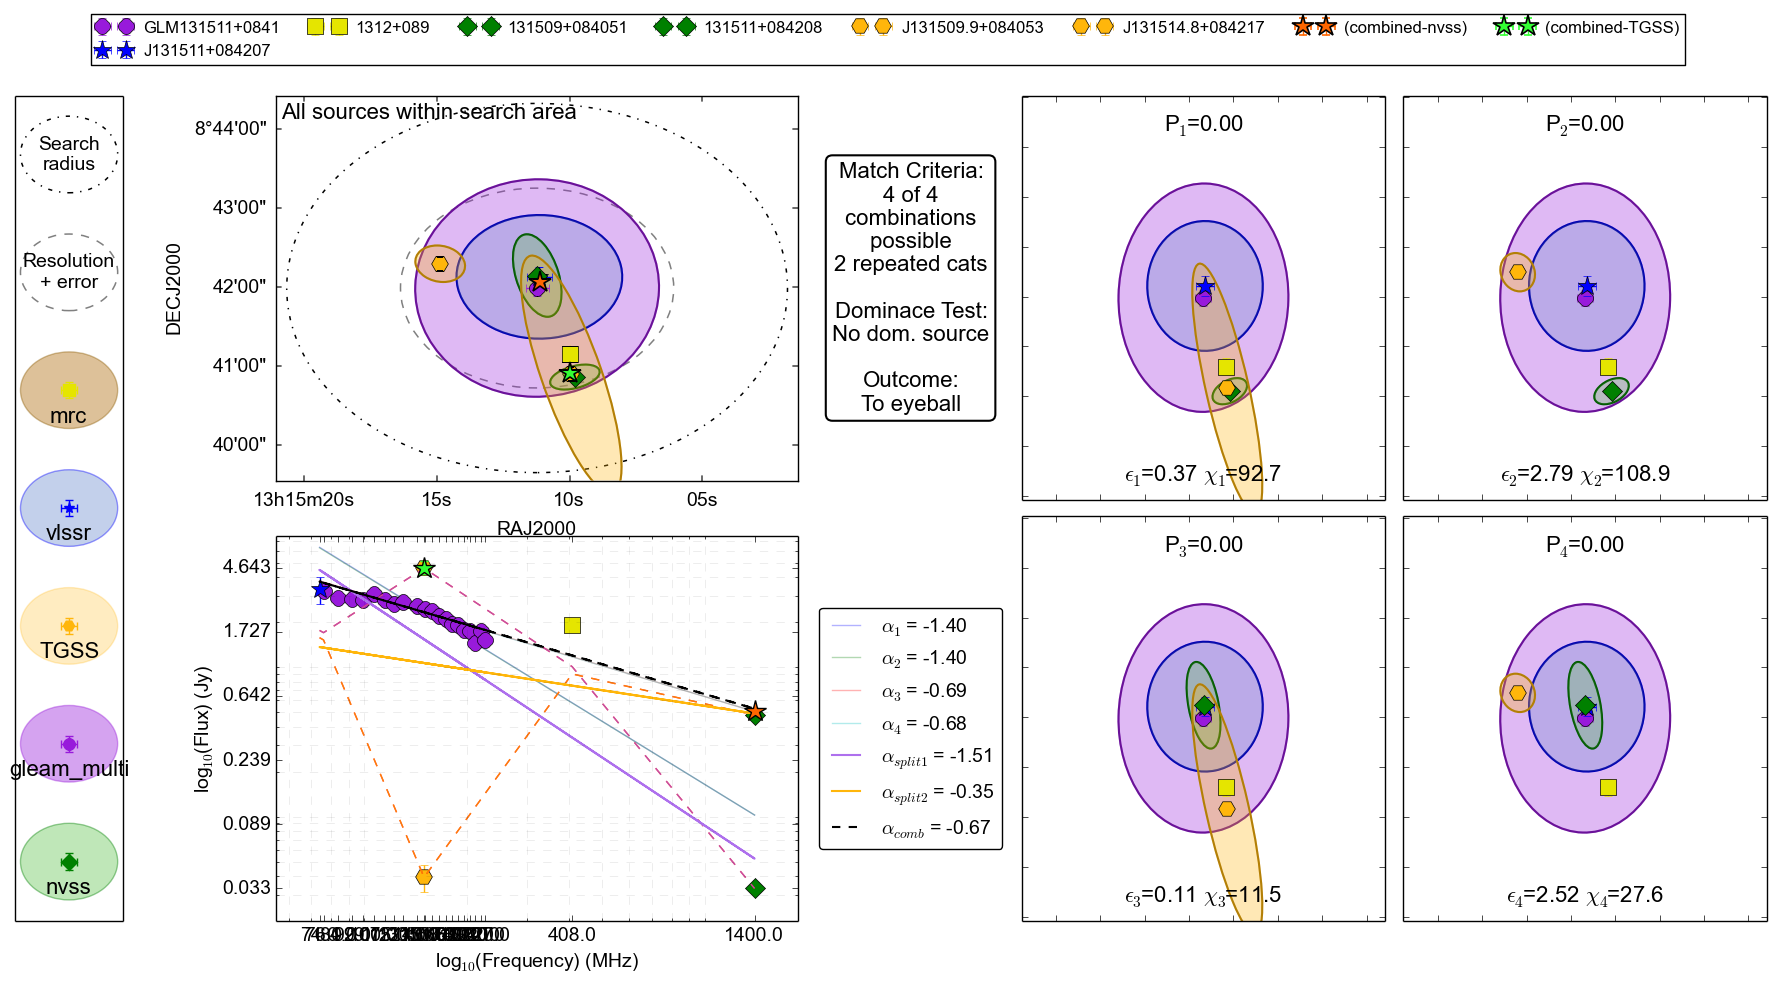 GLM131511+0841 1312+089 131509+084051 131511+084208 J131509.9+084053 J131514.8+084217 (combined-nvss) (combined-TGSS)
J131511+084207
Search
radius
Resolution
+ error
mrc
vlssr
TGSS
gleam_multi
nvss
All sources within search area
8°44'00"
43'00"
42'00"
41'00"
40'00"
DECJ2000
13h15m20s 15s 10s 05s
RAJ2000
Match Criteria:
4 of 4
combinations
possible
2 repeated cats
Dominace Test:
No dom. source
Outcome:
To eyeball
P1=0.00
ϵ1=0.37 χ1=92.7
P2=0.00
ϵ2=2.79 χ2=108.9
4.643
1.727
0.642
0.239
0.089
0.033
log10(Flux) (Jy)
408.0 1400.0
log10(Frequency) (MHz)
α1 = -1.40
α2 = -1.40
α3 = -0.69
α4 = -0.68
αsplit1 = -1.51
αsplit2 = -0.35
αcomb = -0.67
P3=0.00
ϵ3=0.11 χ3=11.5
P4=0.00
ϵ4=2.52 χ4=27.6